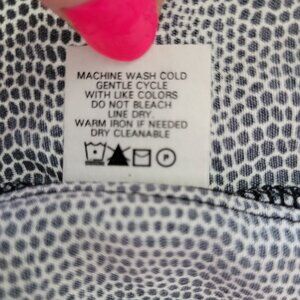 MACHINE WASH COLD
GENTLE CYCLE
WITH LIKE COLORS
DO NOT BLEACH
LINE DRY.
WARM IRON IF NEEDED
DRY CLEANABLE
P